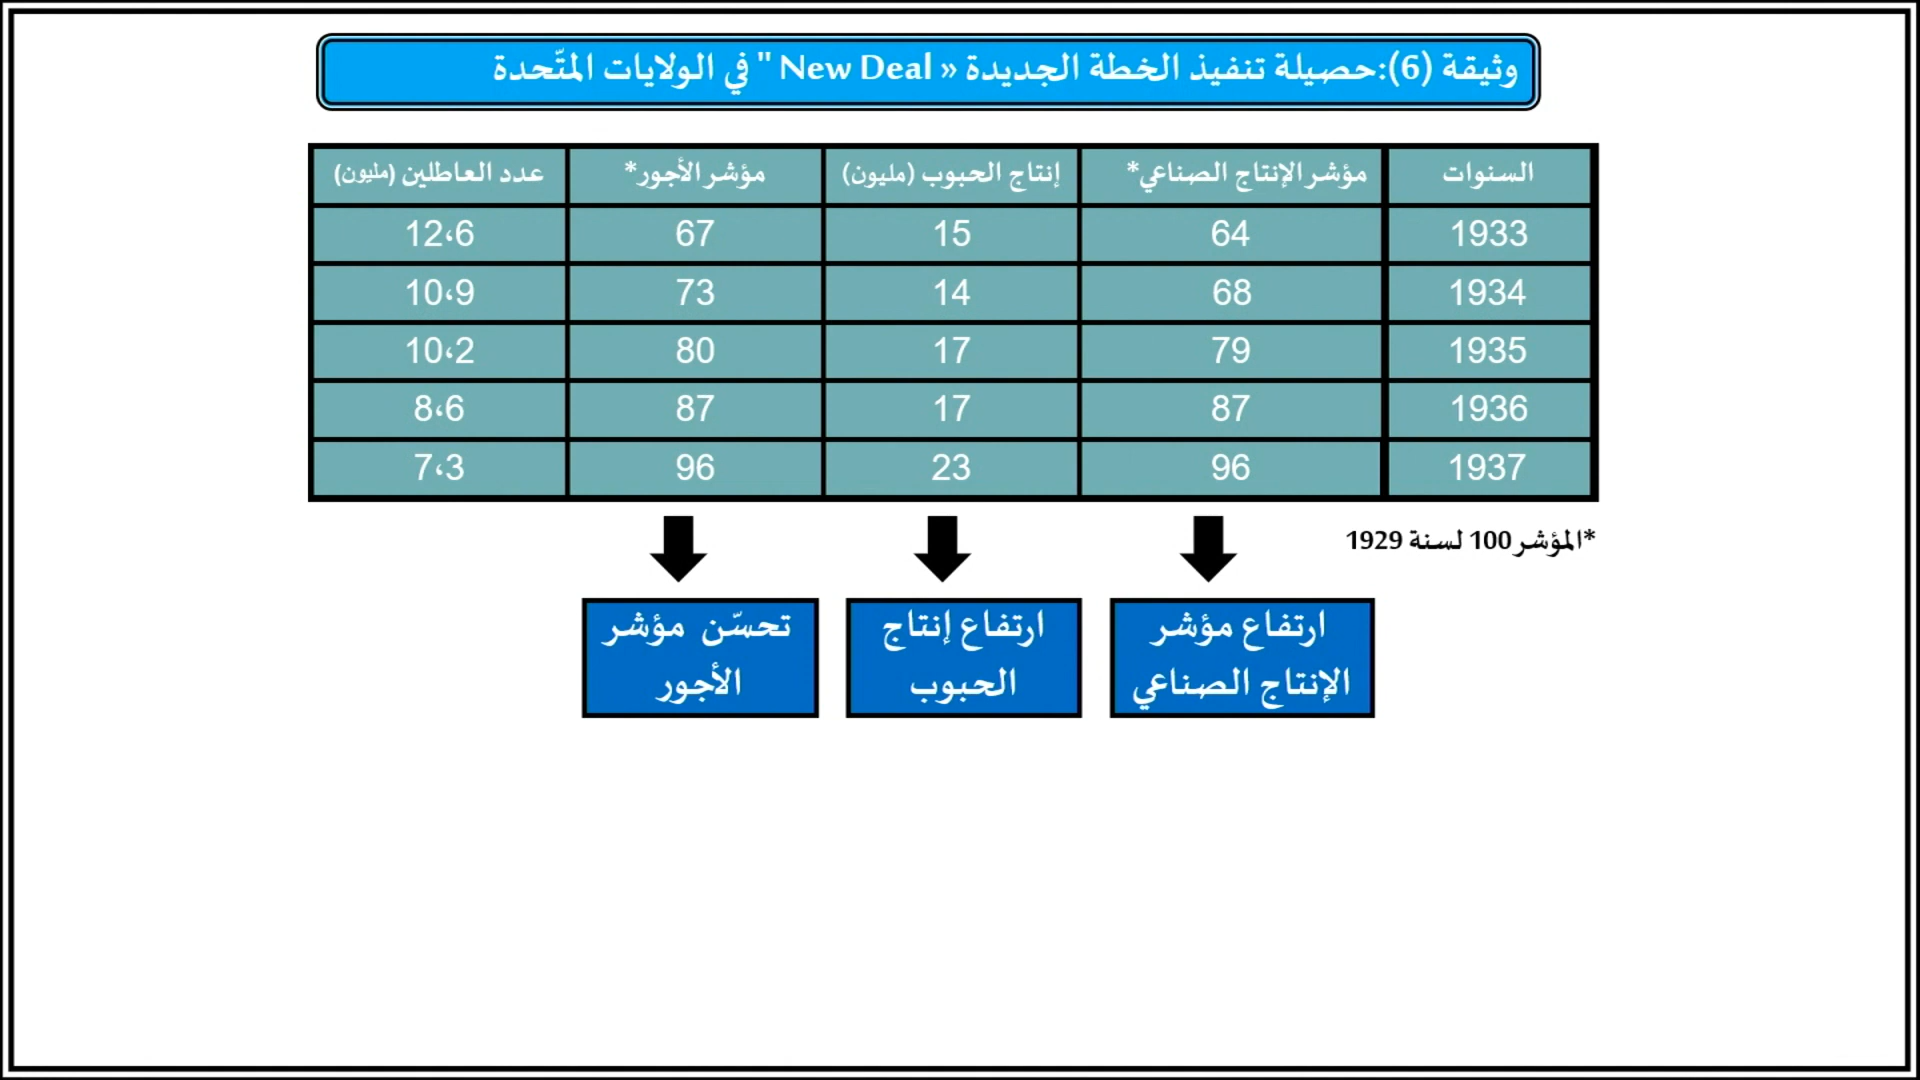 وثيقة (6):حصيلة تنفيذ الخطة الجديدة « New Deal " في الولايات المتّحدة
السنوات مؤشر الإنتاج الصناعي* إنتاج الحبوب (مليون) مؤشر الأجور* عدد العاطلين (مليون)
1933 64 15 67 12،6
1934 68 14 73 10،9
1935 79 17 80 10،2
1936 87 17 87 8،6
1937 96 23 96 7،3
*المؤشر 100 لسنة 1929
ارتفاع مؤشر
الإنتاج الصناعي
ارتفاع إنتاج
الحبوب
تحسّن مؤشر
الأجور